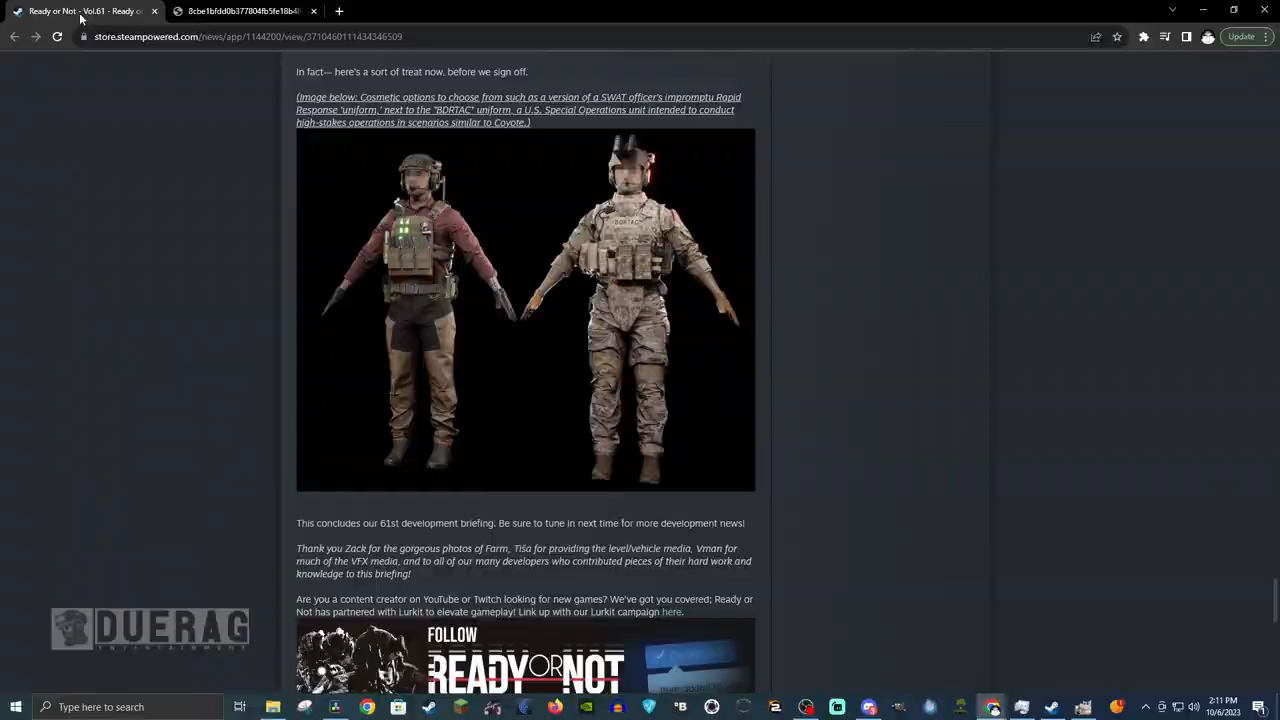 Ready or Not - Vol.61 - Ready o
8cbe1bfdd0b377804fb5fe18b48
store.steampowered.com/news/app/1144200/view/3710460111434346509
Update
In fact— here's a sort of treat now, before we sign off.
(Image below: Cosmetic options to choose from such as a version of a SWAT officer's impromptu Rapid
Response 'uniform,' next to the "BDRTAC" uniform, a U.S. Special Operations unit intended to conduct
high-stakes operations in scenarios similar to Coyote.)
This concludes our 61st development briefing. Be sure to tune in next time for more development news!
Thank you Zack for the gorgeous photos of Farm, Tiša for providing the level/vehicle media, Vman for
much of the VFX media, and to all of our many developers who contributed pieces of their hard work and
knowledge to this briefing!
Are you a content creator on YouTube or Twitch looking for new games? We've got you covered; Ready or
Not has partnered with Lurkit to elevate gameplay! Link up with our Lurkit campaign here.
DUERAG
ENTERTAINMENT
FOLLOW
READY OR NOT
Type here to search
2:11 PM
10/6/2023